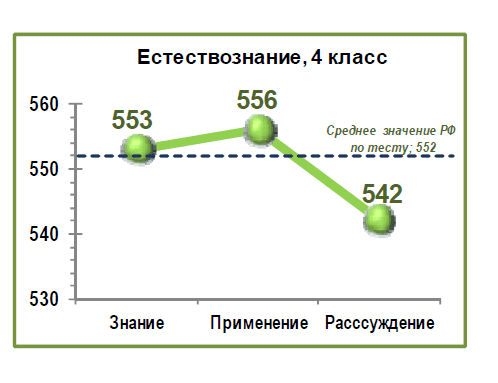 Естествознание, 4 класс
560
550
540
530
553
556
542
Среднее значение РФ
по тесту; 552
Знание
Применение
Расссуждение